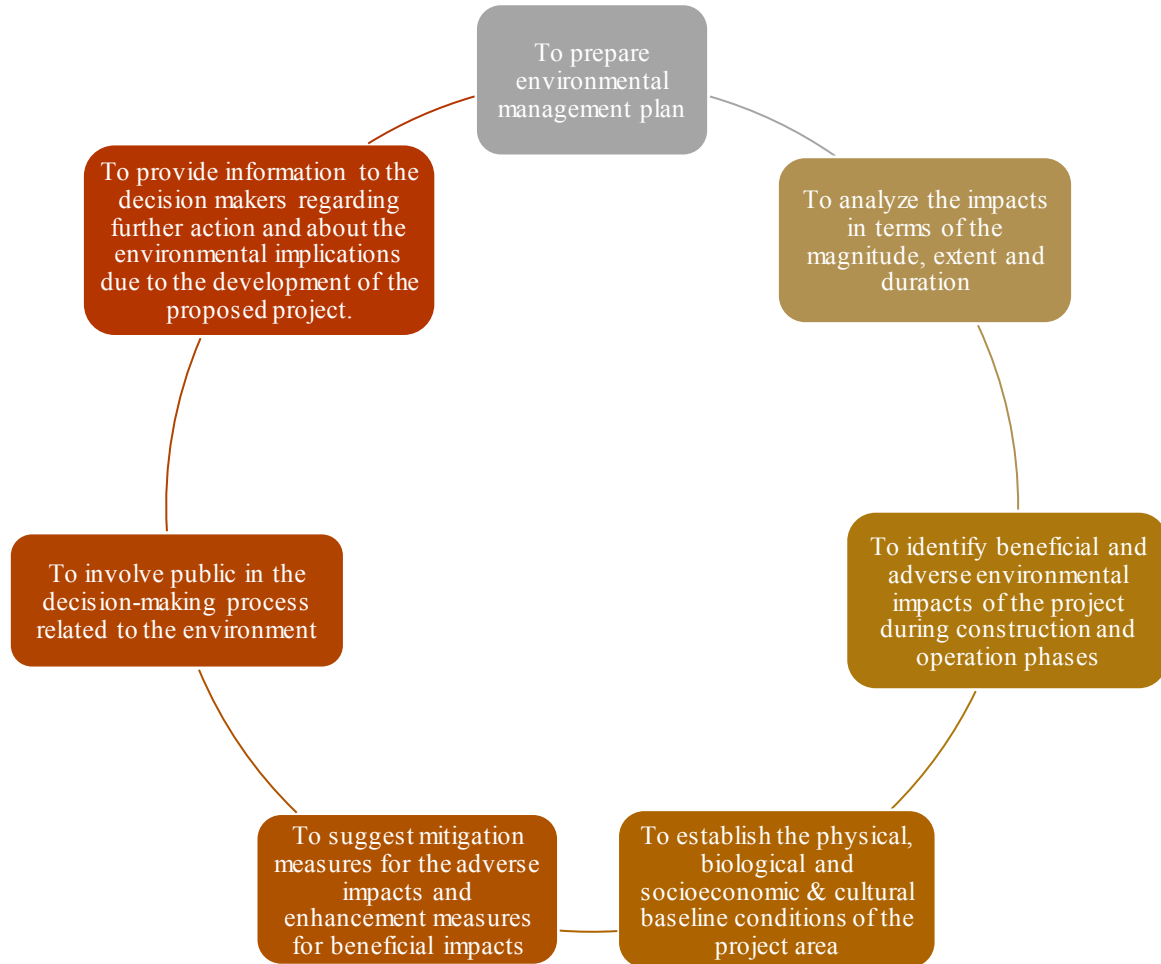 To prepare
environmental
management plan
To analyze the impacts
in terms of the
magnitude, extent and
duration
To identify beneficial and
adverse environmental
impacts of the project
during construction and
operation phases
To establish the physical,
biological and
socioeconomic & cultural
baseline conditions of the
project area
To suggest mitigation
measures for the adverse
impacts and
enhancement measures
for beneficial impacts
To involve public in the
decision-making process
related to the environment
To provide information to the
decision makers regarding
further action and about the
environmental implications
due to the development of the
proposed project.